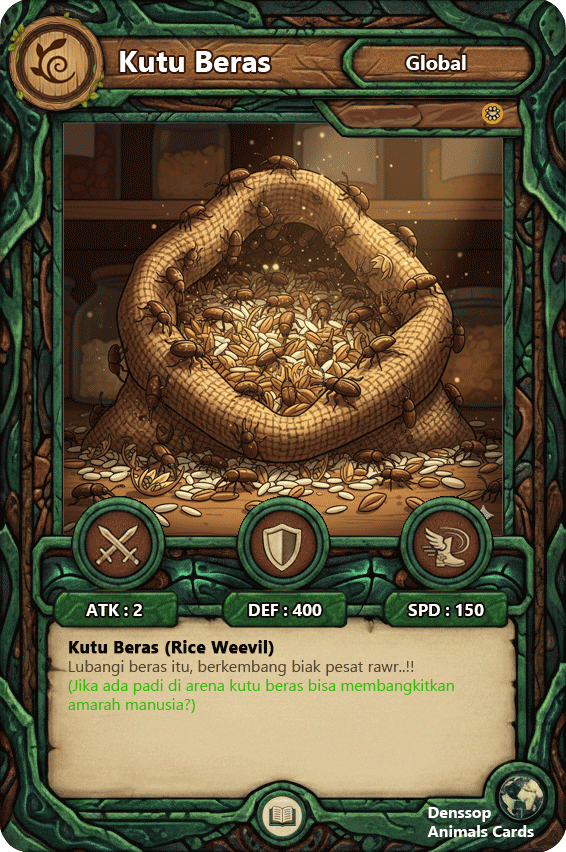 Kutu Beras
Global
ATK : 2
DEF : 400
SPD : 150
Kutu Beras (Rice Weevil)
Lubangi beras itu, berkembang biak pesat rawr..!!
(Jika ada padi di arena kutu beras bisa membangkitkan
amarah manusia?)
Denssop
Animals Cards